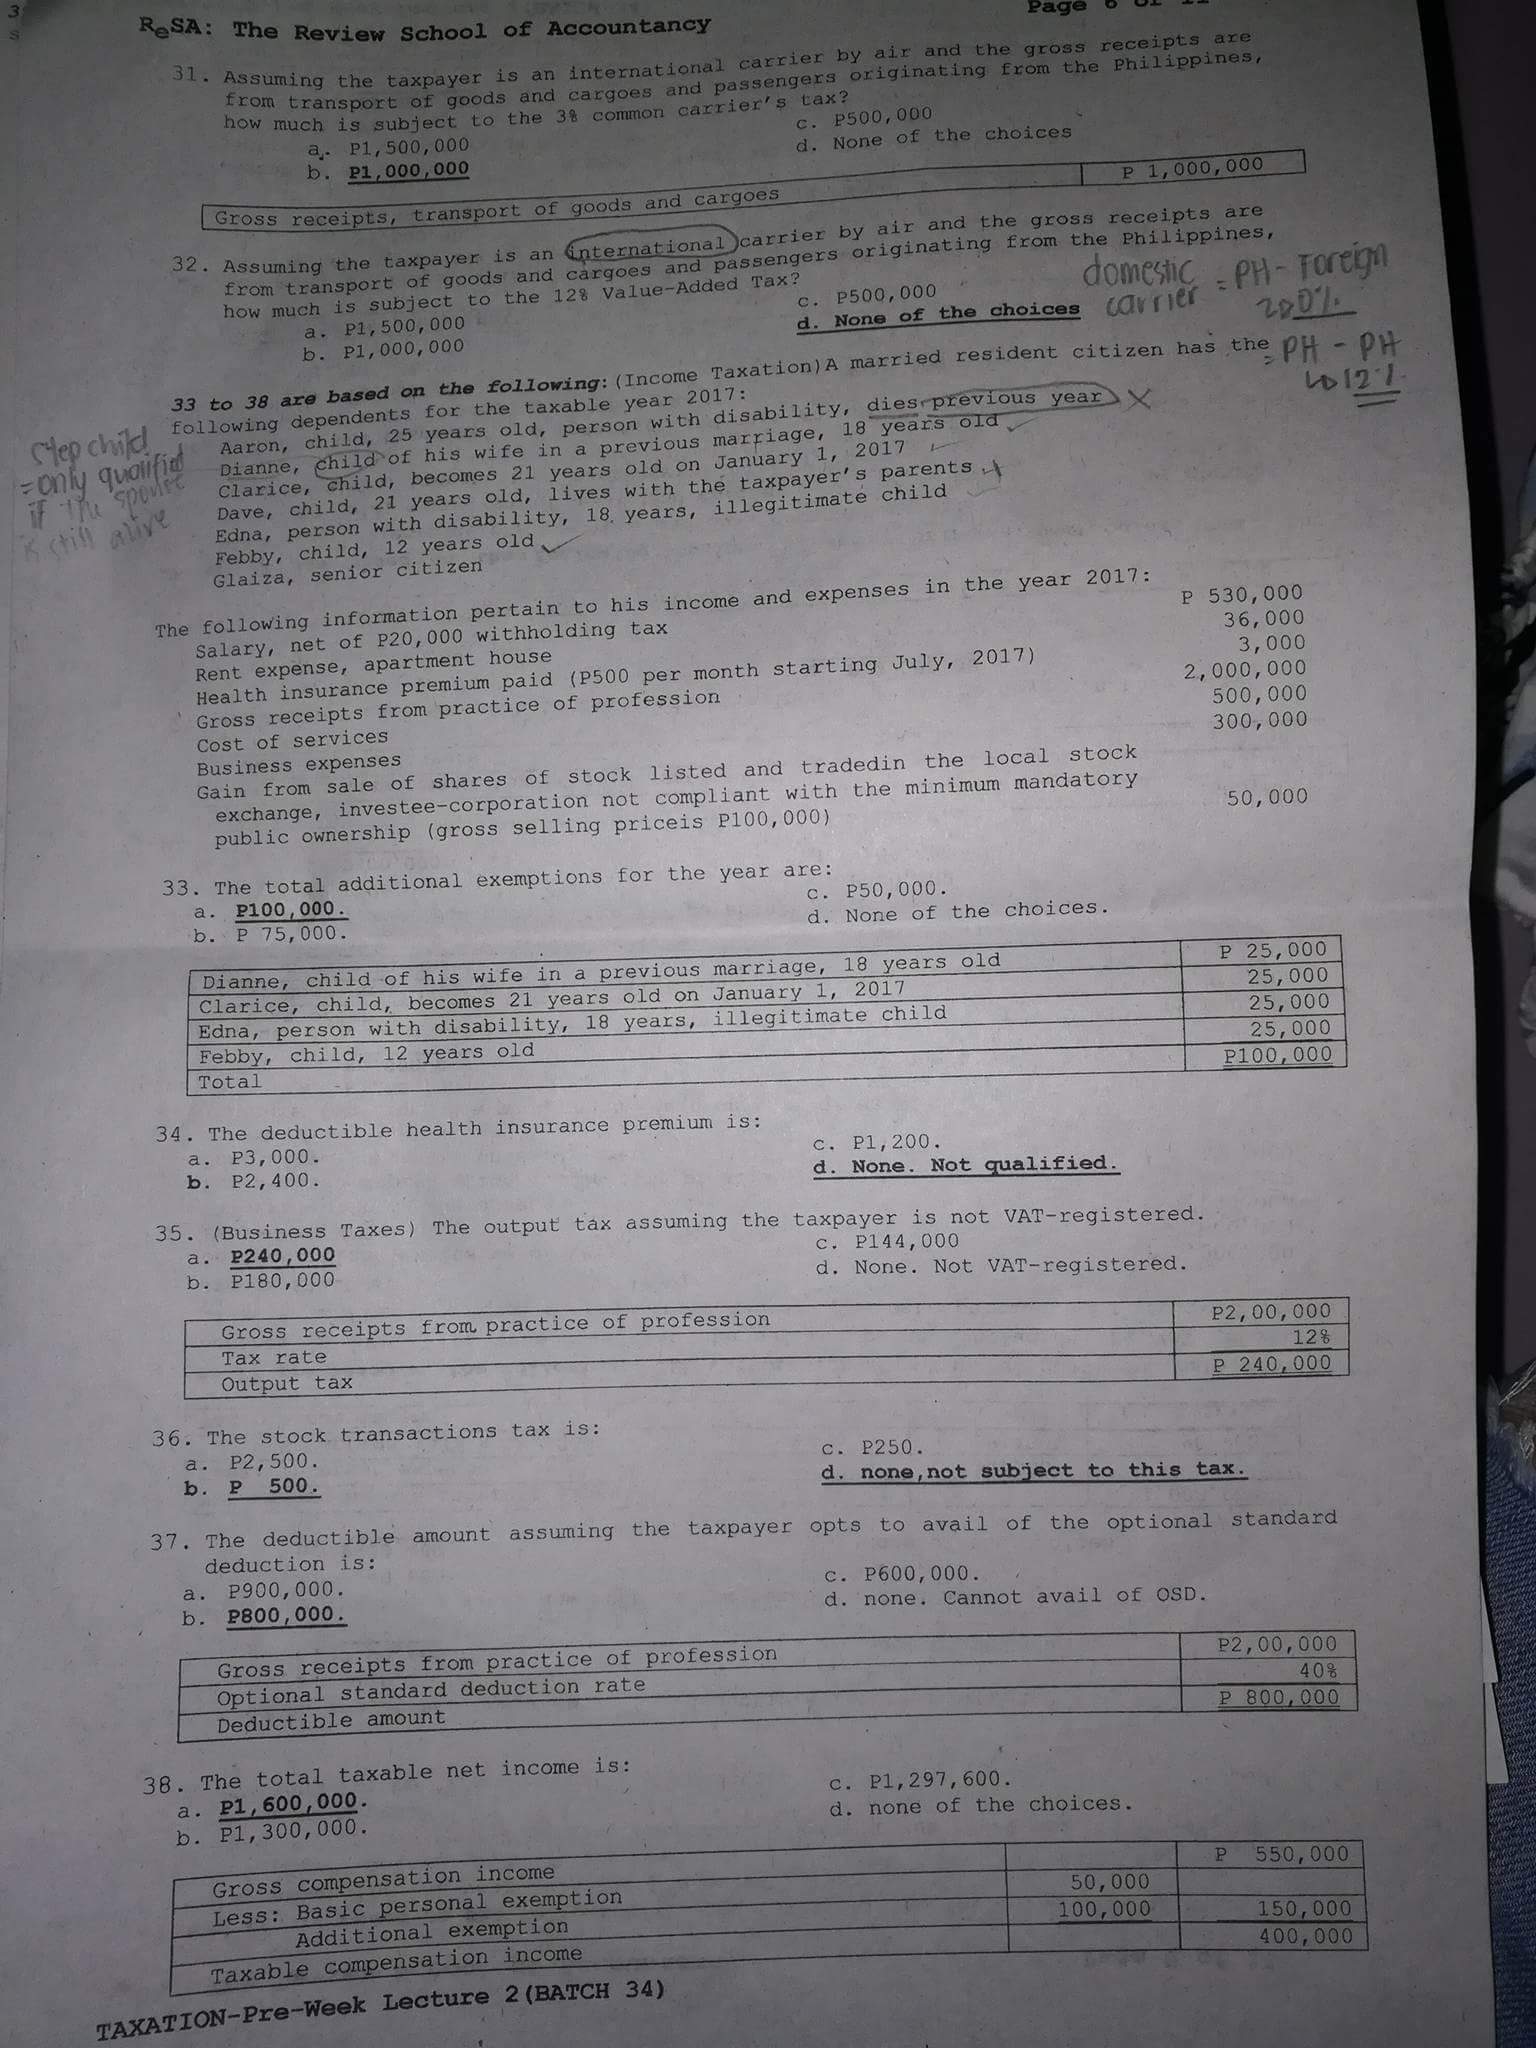 3
s
ReSA: The Review School of Accountancy
Page 6 of 11
31. Assuming the taxpayer is an international carrier by air and the gross receipts are
from transport of goods and cargoes and passengers originating from the Philippines,
how much is subject to the 3% common carrier's tax?
a. P1,500,000
b. P1,000,000
c. P500,000
d. None of the choices
Gross receipts, transport of goods and cargoes P 1,000,000
32. Assuming the taxpayer is an international carrier by air and the gross receipts are
from transport of goods and cargoes and passengers originating from the Philippines,
how much is subject to the 12% Value-Added Tax?
a. P1,500,000
b. P1,000,000
c. P500,000
d. None of the choices
domestic = PH - Foreign
carrier
0%
= PH - PH
12%
33 to 38 are based on the following:(Income Taxation)A married resident citizen has the
following dependents for the taxable year 2017:
Aaron, child, 25 years old, person with disability, dies previous year
Dianne, child of his wife in a previous marriage, 18 years old
Clarice, child, becomes 21 years old on January 1, 2017
Dave, child, 21 years old, lives with the taxpayer's parents
Edna, person with disability, 18 years, illegitimate child
Febby, child, 12 years old
Glaiza, senior citizen
Step child
= only qualified
if the spouse
is still alive
The following information pertain to his income and expenses in the year 2017:
Salary, net of P20,000 withholding tax P 530,000
Rent expense, apartment house 36,000
Health insurance premium paid (P500 per month starting July, 2017) 3,000
Gross receipts from practice of profession 2,000,000
Cost of services 500,000
Business expenses 300,000
Gain from sale of shares of stock listed and tradedin the local stock
exchange, investee-corporation not compliant with the minimum mandatory
public ownership (gross selling priceis P100,000) 50,000
33. The total additional exemptions for the year are:
a. P100,000.
b. P 75,000.
c. P50,000.
d. None of the choices.
Dianne, child of his wife in a previous marriage, 18 years old P 25,000
Clarice, child, becomes 21 years old on January 1, 2017 25,000
Edna, person with disability, 18 years, illegitimate child 25,000
Febby, child, 12 years old 25,000
Total P100,000
34. The deductible health insurance premium is:
a. P3,000.
b. P2,400.
c. P1,200.
d. None. Not qualified.
35. (Business Taxes) The output tax assuming the taxpayer is not VAT-registered.
a. P240,000
b. P180,000
c. P144,000
d. None. Not VAT-registered.
Gross receipts from practice of profession P2,00,000
Tax rate 12%
Output tax P 240,000
36. The stock transactions tax is:
a. P2,500.
b. P 500.
c. P250.
d. none,not subject to this tax.
37. The deductible amount assuming the taxpayer opts to avail of the optional standard
deduction is:
a. P900,000.
b. P800,000.
c. P600,000.
d. none. Cannot avail of OSD.
Gross receipts from practice of profession P2,00,000
Optional standard deduction rate 40%
Deductible amount P 800,000
38. The total taxable net income is:
a. P1,600,000.
b. P1,300,000.
c. P1,297,600.
d. none of the choices.
Gross compensation income P 550,000
Less: Basic personal exemption 50,000
Additional exemption 100,000 150,000
Taxable compensation income 400,000
TAXATION-Pre-Week Lecture 2(BATCH 34)